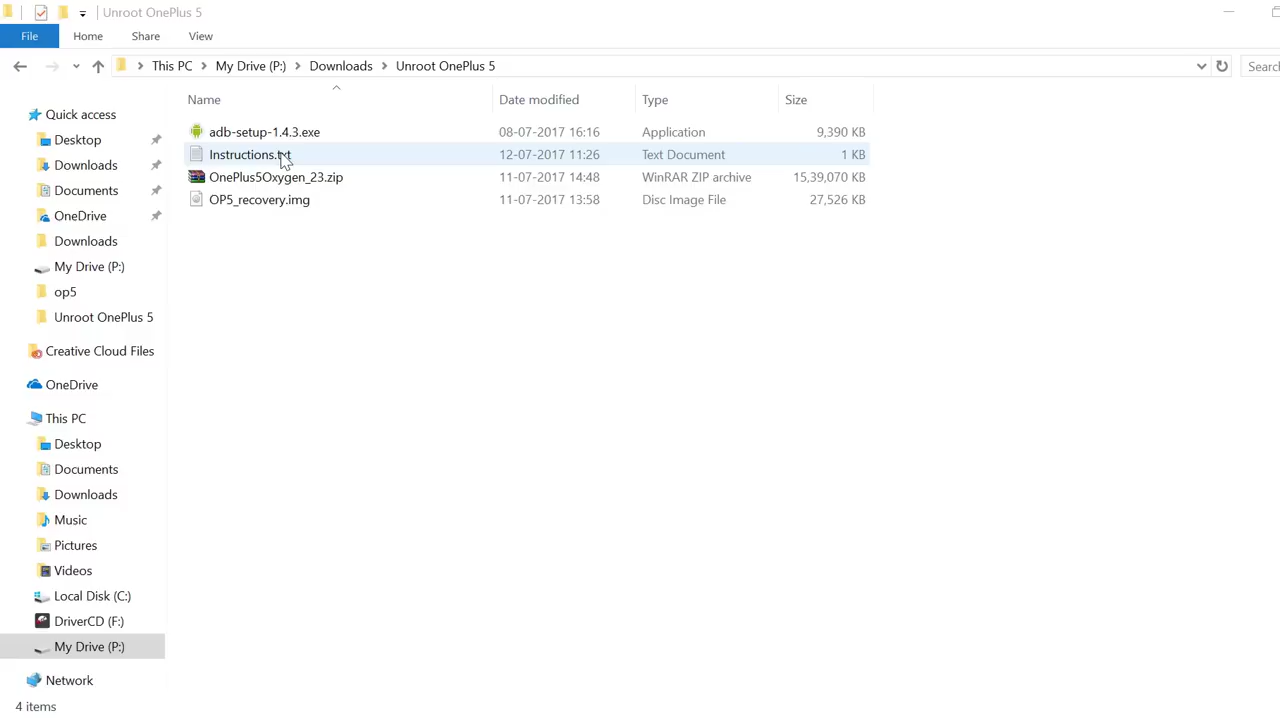 Unroot OnePlus 5
File Home Share View
This PC My Drive (P:) Downloads Unroot OnePlus 5
Name Date modified Type Size
adb-setup-1.4.3.exe 08-07-2017 16:16 Application 9,390 KB
Instructions.txt 12-07-2017 11:26 Text Document 1 KB
OnePlus5Oxygen_23.zip 11-07-2017 14:48 WinRAR ZIP archive 15,39,070 KB
OP5_recovery.img 11-07-2017 13:58 Disc Image File 27,526 KB
Quick access
Desktop
Downloads
Documents
OneDrive
Downloads
My Drive (P:)
op5
Unroot OnePlus 5
Creative Cloud Files
OneDrive
This PC
Desktop
Documents
Downloads
Music
Pictures
Videos
Local Disk (C:)
DriverCD (F:)
My Drive (P:)
Network
4 items